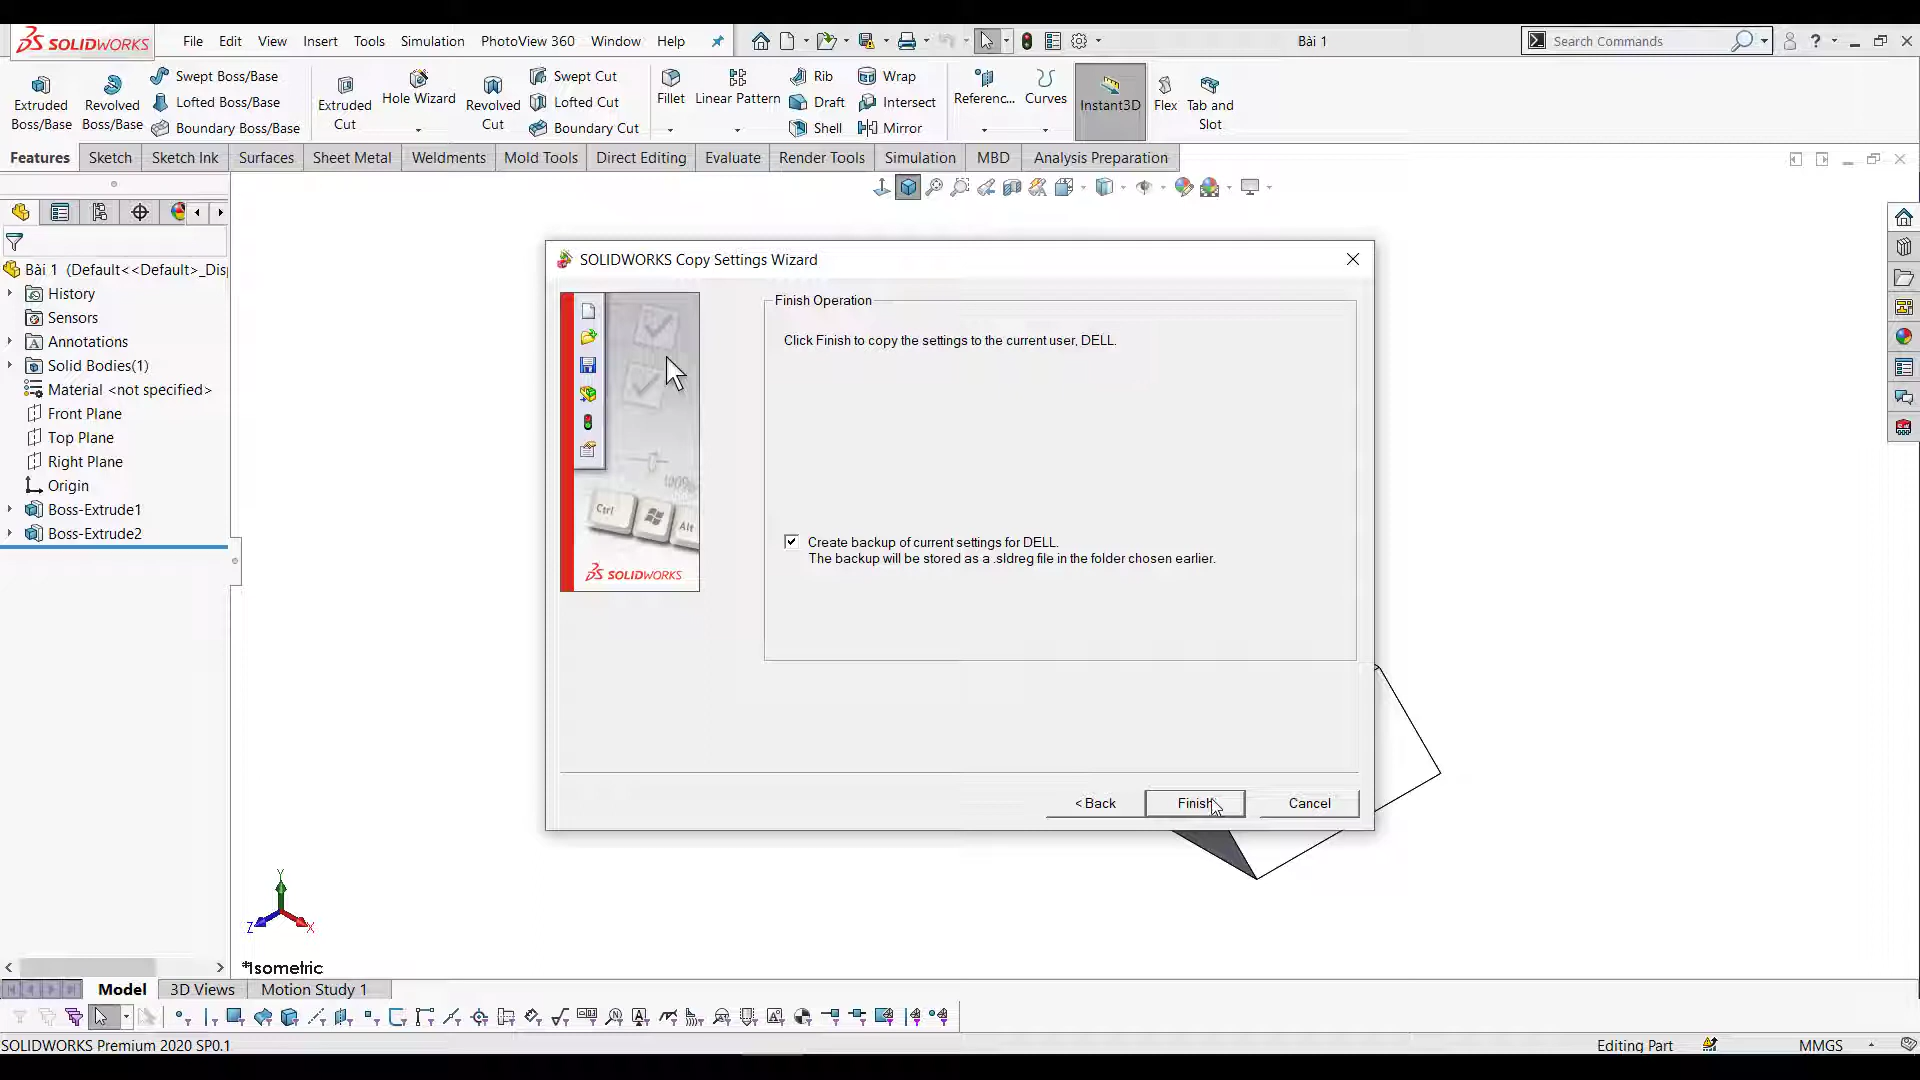 SOLIDWORKS
File Edit View Insert Tools Simulation PhotoView 360 Window Help
Bài 1
Search Commands
Extruded Boss/Base
Revolved Boss/Base
Swept Boss/Base
Lofted Boss/Base
Boundary Boss/Base
Extruded Cut
Hole Wizard
Revolved Cut
Swept Cut
Lofted Cut
Boundary Cut
Fillet
Linear Pattern
Rib
Draft
Shell
Wrap
Intersect
Mirror
Referenc...
Curves
Instant3D
Flex
Tab and Slot
Features Sketch Sketch Ink Surfaces Sheet Metal Weldments Mold Tools Direct Editing Evaluate Render Tools Simulation MBD Analysis Preparation
Bài 1 (Default<<Default>_Dis
History
Sensors
Annotations
Solid Bodies(1)
Material <not specified>
Front Plane
Top Plane
Right Plane
Origin
Boss-Extrude1
Boss-Extrude2
SOLIDWORKS Copy Settings Wizard
Finish Operation
Click Finish to copy the settings to the current user, DELL.
100%
Ctrl
Alt
SOLIDWORKS
Create backup of current settings for DELL.
The backup will be stored as a .sldreg file in the folder chosen earlier.
< Back
Finish
Cancel
Y
Z
X
*Isometric
Model 3D Views Motion Study 1
SOLIDWORKS Premium 2020 SP0.1
Editing Part
MMGS